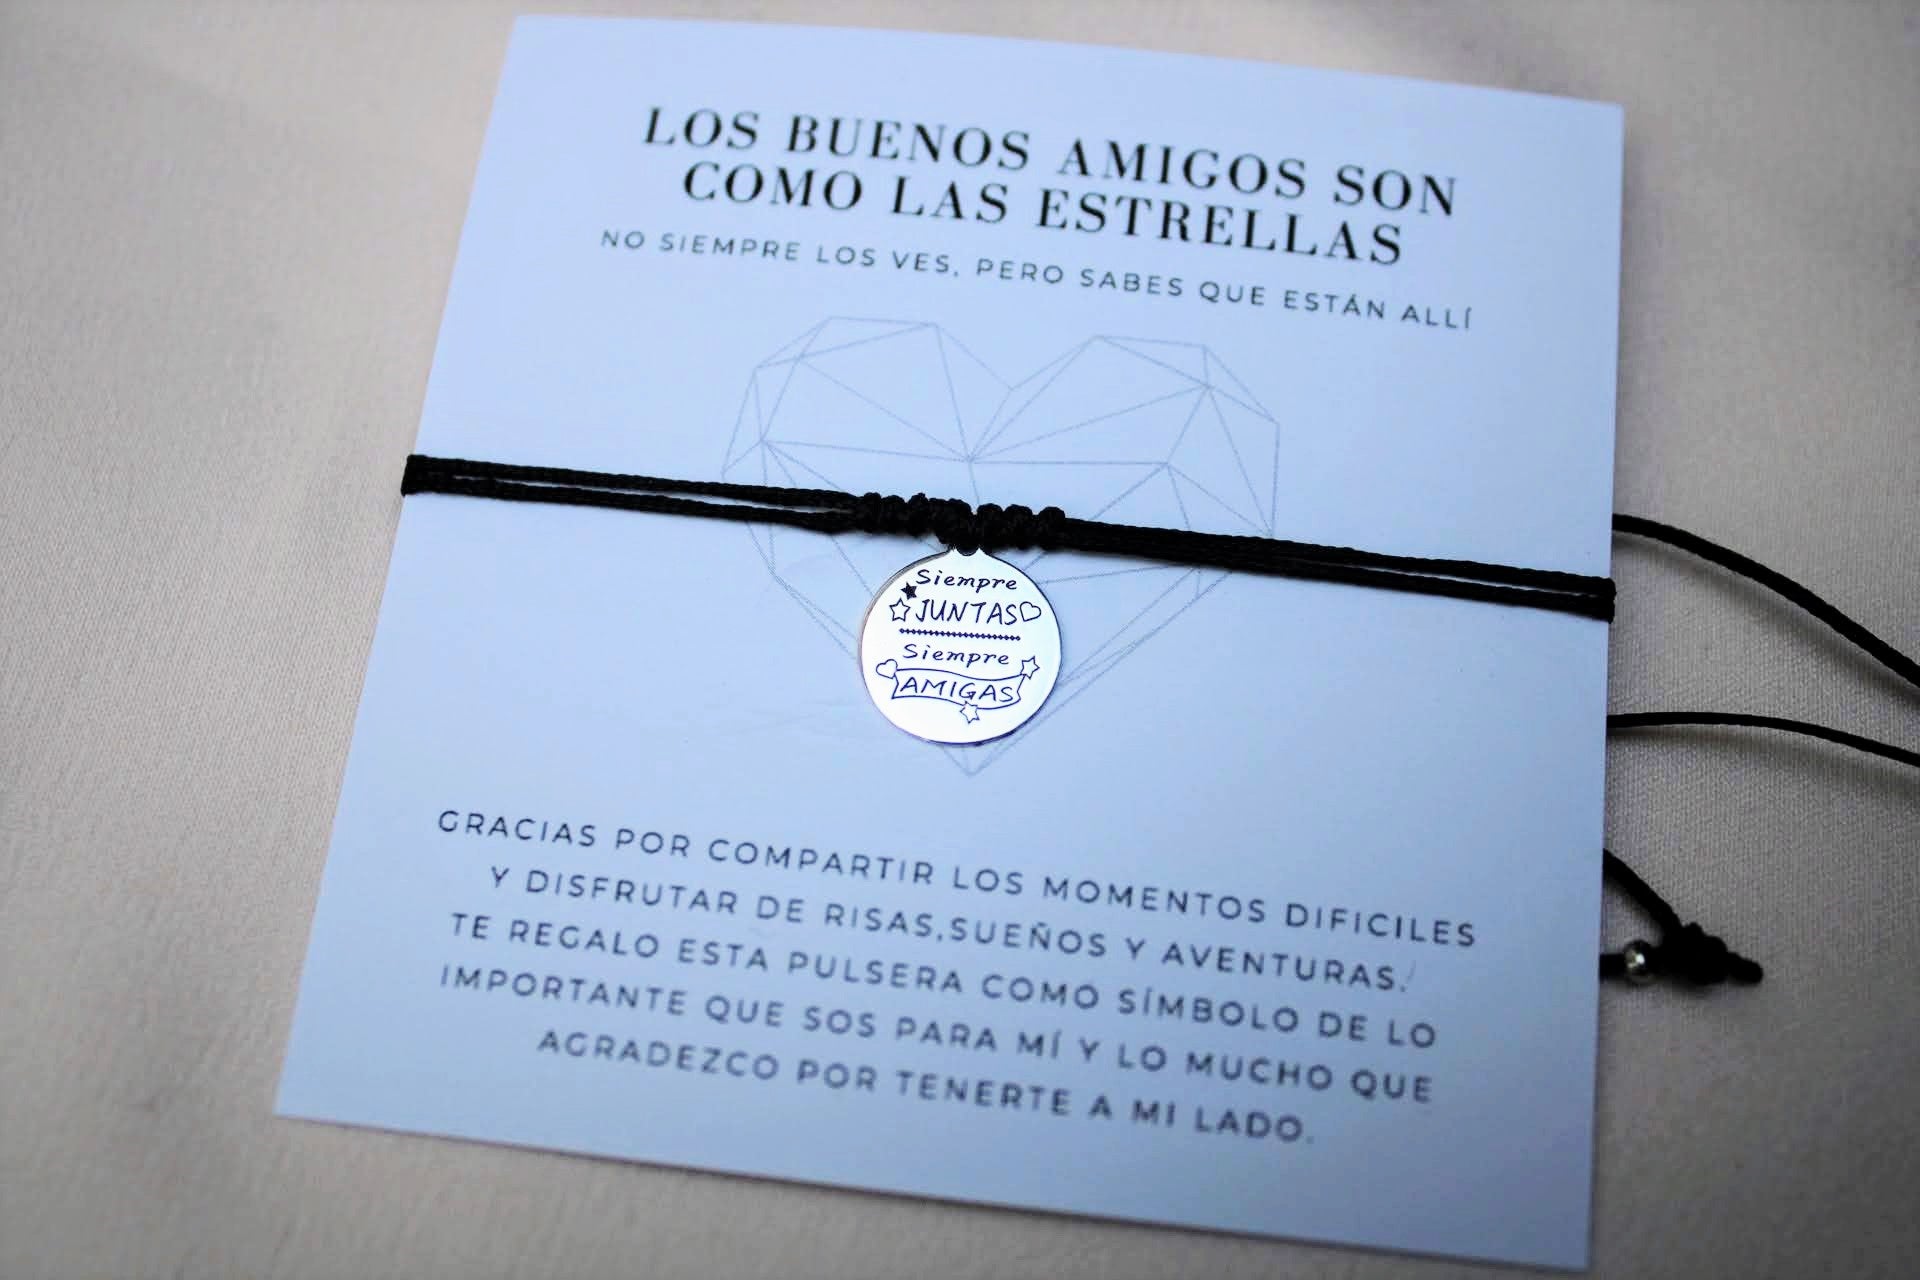 LOS BUENOS AMIGOS SON
COMO LAS ESTRELLAS
NO SIEMPRE LOS VES, PERO SABES QUE ESTÁN ALLÍ
Siempre
JUNTAS
Siempre
AMIGAS
GRACIAS POR COMPARTIR LOS MOMENTOS DIFICILES
Y DISFRUTAR DE RISAS,SUEÑOS Y AVENTURAS.
TE REGALO ESTA PULSERA COMO SÍMBOLO DE LO
IMPORTANTE QUE SOS PARA MÍ Y LO MUCHO QUE
AGRADEZCO POR TENERTE A MI LADO.